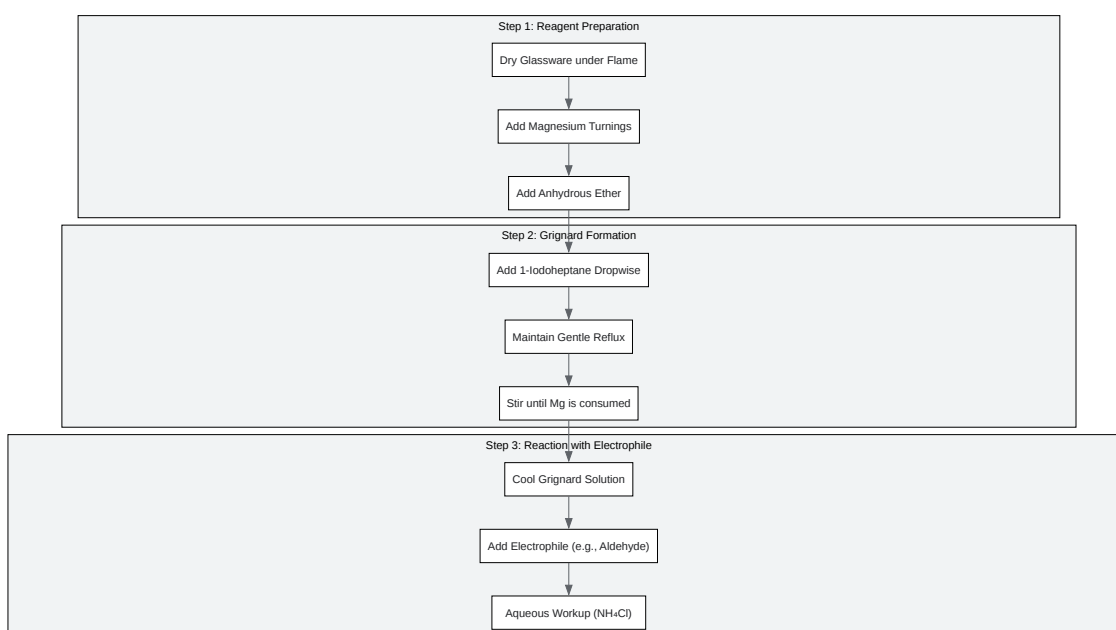 Step 1: Reagent Preparation
Dry Glassware under Flame
Add Magnesium Turnings
Add Anhydrous Ether
Step 2: Grignard Formation
Add 1-Iodoheptane Dropwise
Maintain Gentle Reflux
Stir until Mg is consumed
Step 3: Reaction with Electrophile
Cool Grignard Solution
Add Electrophile (e.g., Aldehyde)
Aqueous Workup (NH₄Cl)